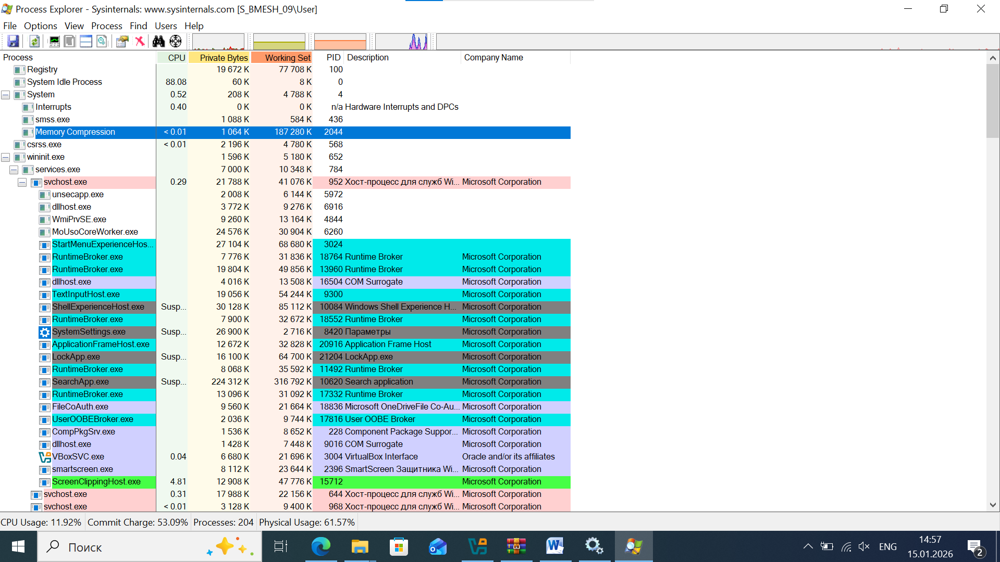 Process Explorer - Sysinternals: www.sysinternals.com [S_BMESH_09\User]
File Options View Process Find Users Help
Process CPU Private Bytes Working Set PID Description Company Name
Registry 19 672 K 77 708 K 100
System Idle Process 88.08 60 K 8 K 0
System 0.52 208 K 4 788 K 4
Interrupts 0.40 0 K 0 K n/a Hardware Interrupts and DPCs
smss.exe 1 088 K 584 K 436
Memory Compression < 0.01 1 064 K 187 280 K 2044
csrss.exe < 0.01 2 196 K 4 780 K 568
wininit.exe 1 596 K 5 180 K 652
services.exe 7 000 K 10 348 K 784
svchost.exe 0.29 21 788 K 41 076 K 952 Хост-процесс для служб Wi... Microsoft Corporation
unsecapp.exe 2 008 K 6 144 K 5972
dllhost.exe 3 772 K 9 276 K 6916
WmiPrvSE.exe 9 260 K 13 164 K 4844
MoUsoCoreWorker.exe 24 576 K 30 904 K 6260
StartMenuExperienceHos... 27 104 K 68 680 K 3024
RuntimeBroker.exe 7 776 K 31 836 K 18764 Runtime Broker Microsoft Corporation
RuntimeBroker.exe 19 804 K 49 856 K 13960 Runtime Broker Microsoft Corporation
dllhost.exe 4 016 K 13 508 K 16504 COM Surrogate Microsoft Corporation
TextInputHost.exe 19 056 K 54 244 K 9300 Microsoft Corporation
ShellExperienceHost.exe Susp... 30 128 K 85 112 K 10084 Windows Shell Experience H... Microsoft Corporation
RuntimeBroker.exe 7 900 K 32 672 K 18552 Runtime Broker Microsoft Corporation
SystemSettings.exe Susp... 26 900 K 2 716 K 8420 Параметры Microsoft Corporation
ApplicationFrameHost.exe 12 672 K 32 828 K 20916 Application Frame Host Microsoft Corporation
LockApp.exe Susp... 16 100 K 64 700 K 21204 LockApp.exe Microsoft Corporation
RuntimeBroker.exe 8 068 K 35 592 K 11492 Runtime Broker Microsoft Corporation
SearchApp.exe Susp... 224 312 K 316 792 K 10620 Search application Microsoft Corporation
RuntimeBroker.exe 13 096 K 31 092 K 17332 Runtime Broker Microsoft Corporation
FileCoAuth.exe 9 560 K 21 664 K 18836 Microsoft OneDriveFile Co-Au... Microsoft Corporation
UserOOBEBroker.exe 2 036 K 9 744 K 17816 User OOBE Broker Microsoft Corporation
CompPkgSrv.exe 1 536 K 8 652 K 228 Component Package Suppor... Microsoft Corporation
dllhost.exe 1 428 K 7 448 K 9016 COM Surrogate Microsoft Corporation
VBoxSVC.exe 0.04 6 680 K 21 696 K 3004 VirtualBox Interface Oracle and/or its affiliates
smartscreen.exe 8 112 K 23 644 K 2396 SmartScreen Защитника Wi... Microsoft Corporation
ScreenClippingHost.exe 4.81 12 908 K 47 776 K 15712 Microsoft Corporation
svchost.exe 0.31 17 988 K 22 156 K 644 Хост-процесс для служб Wi... Microsoft Corporation
svchost.exe < 0.01 3 128 K 9 400 K 968 Хост-процесс для служб Wi... Microsoft Corporation
CPU Usage: 11.92% Commit Charge: 53.09% Processes: 204 Physical Usage: 61.57%
Поиск
ENG
14:57
15.01.2026
2